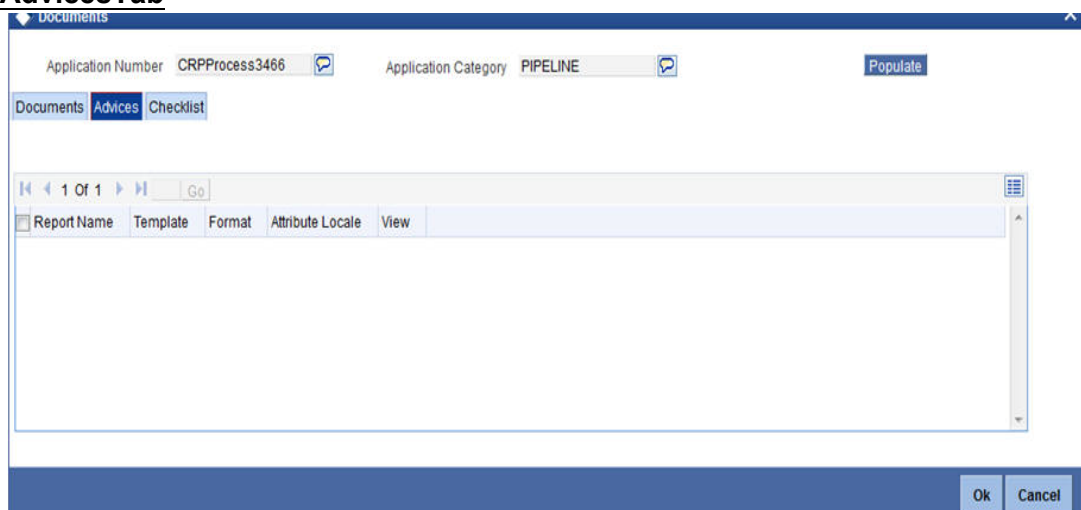 AdvicesTab
Documents
Application Number CRPProcess3466 Application Category PIPELINE Populate
Documents Advices Checklist
1 Of 1 Go
Report Name Template Format Attribute Locale View
Ok Cancel